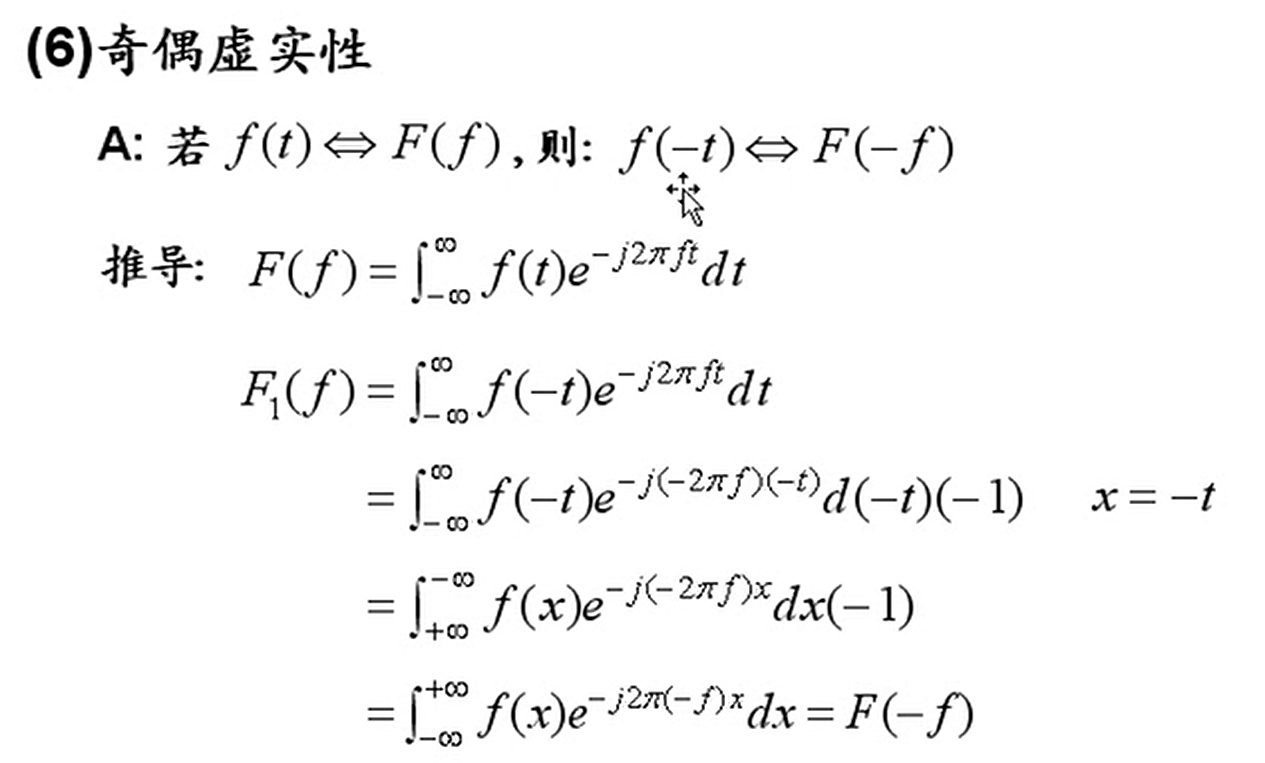 (6)奇偶虚实性
A: 若 f(t)⇔F(f), 则: f(−t)⇔F(−f)
推导: F(f)=∫_{−∞}^{∞} f(t)e^{−j2πft}dt
F₁(f)=∫_{−∞}^{∞} f(−t)e^{−j2πft}dt
=∫_{−∞}^{∞} f(−t)e^{−j(−2πf)(−t)}d(−t)(−1) x=−t
=∫_{+∞}^{−∞} f(x)e^{−j(−2πf)x}dx(−1)
=∫_{−∞}^{+∞} f(x)e^{−j2π(−f)x}dx=F(−f)